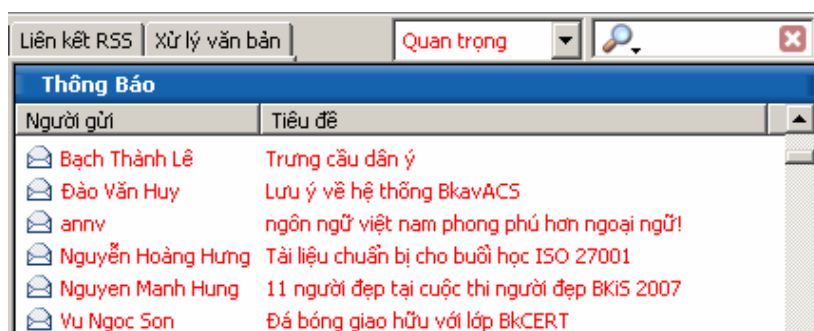 Liên kết RSS Xử lý văn bản Quan trọng
Thông Báo
Người gửi Tiêu đề
Bạch Thành Lê Trưng cầu dân ý
Đào Văn Huy Lưu ý về hệ thống BkavACS
annv ngôn ngữ việt nam phong phú hơn ngoại ngữ!
Nguyễn Hoàng Hưng Tài liệu chuẩn bị cho buổi học ISO 27001
Nguyen Manh Hung 11 người đẹp tại cuộc thi người đẹp BKiS 2007
Vu Ngoc Son Đá bóng giao hữu với lớp BkCERT